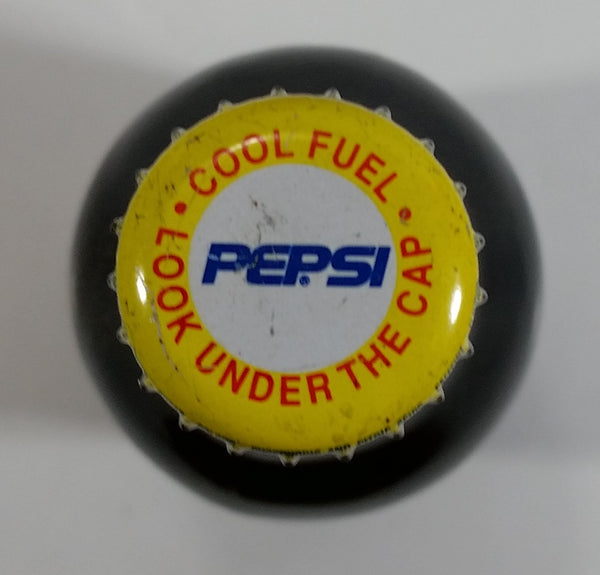 • COOL FUEL •
LOOK UNDER THE CAP
PEPSI®